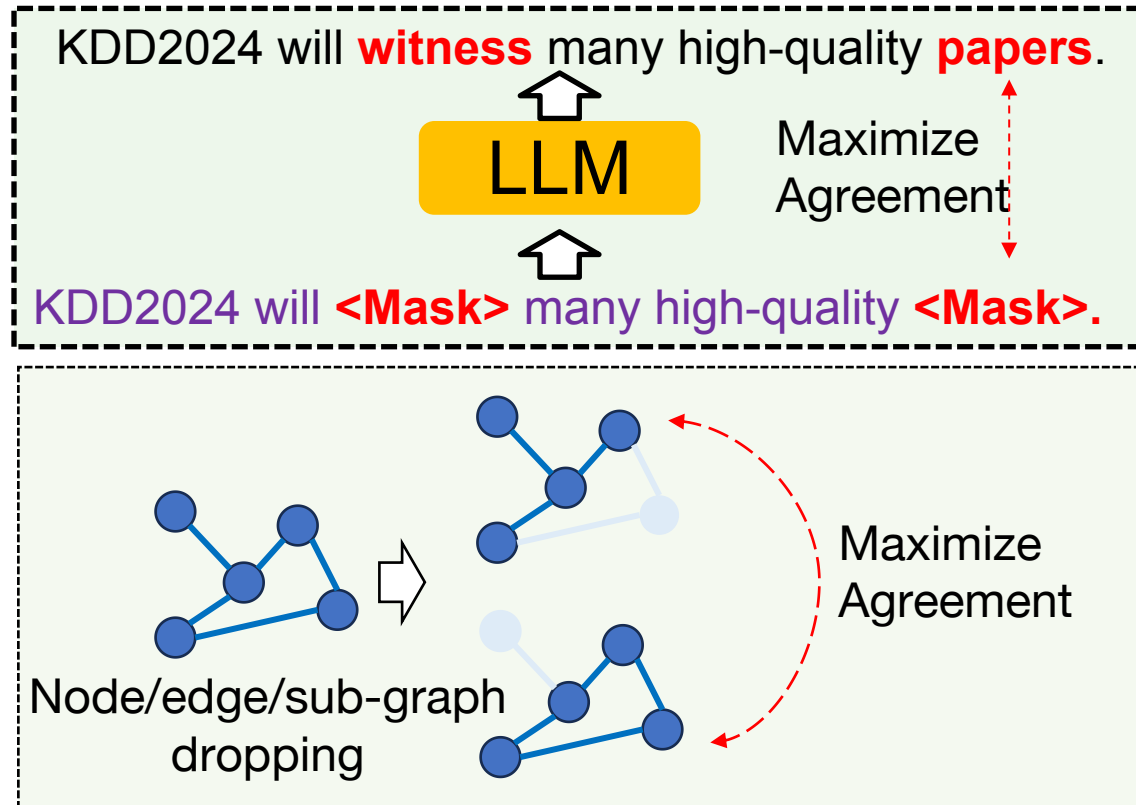 KDD2024 will witness many high-quality papers.
LLM
Maximize
Agreement
KDD2024 will <Mask> many high-quality <Mask>.
Maximize
Agreement
Node/edge/sub-graph
dropping